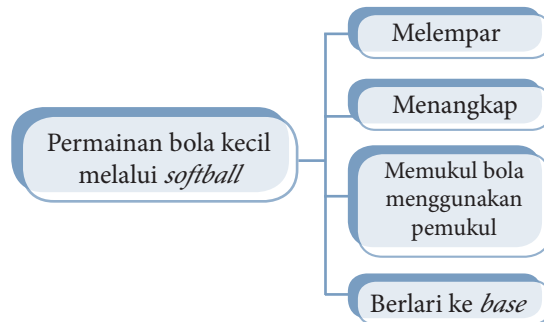 Melempar
Menangkap
Permainan bola kecil
melalui softball
Memukul bola
menggunakan
pemukul
Berlari ke base